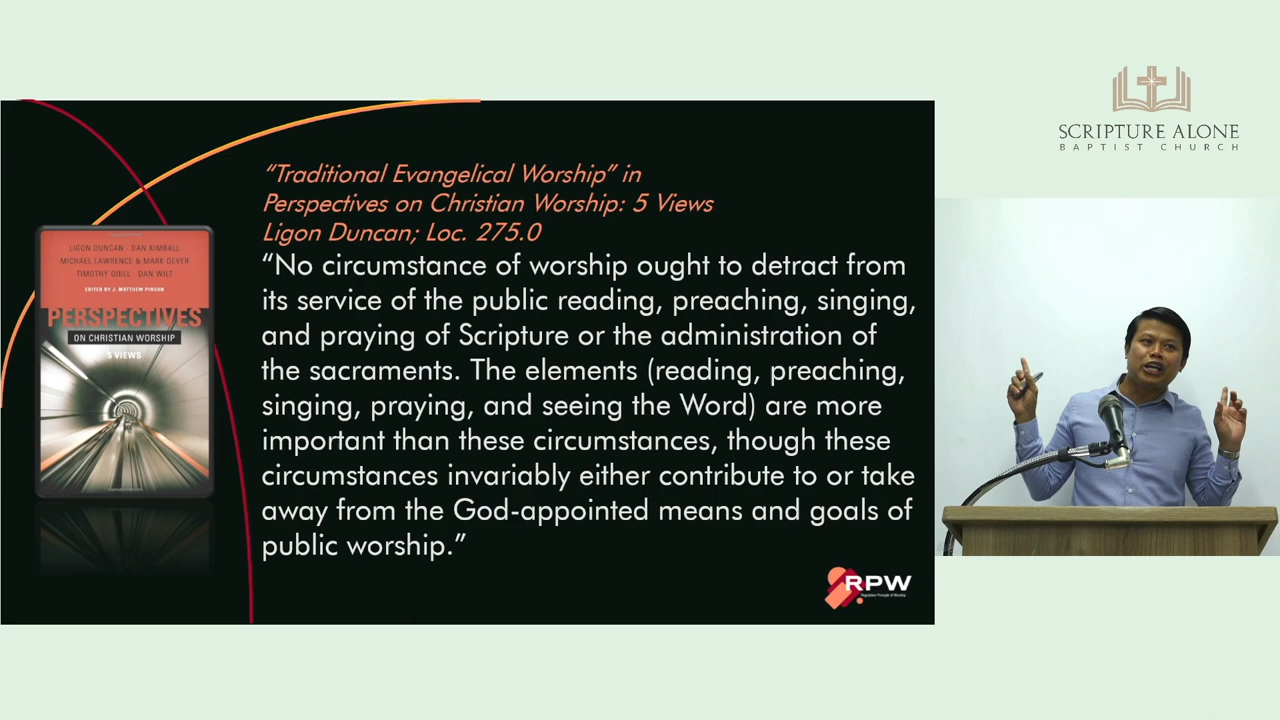 “Traditional Evangelical Worship” in
Perspectives on Christian Worship: 5 Views
Ligon Duncan; Loc. 275.0
“No circumstance of worship ought to detract from
its service of the public reading, preaching, singing,
and praying of Scripture or the administration of
the sacraments. The elements (reading, preaching,
singing, praying, and seeing the Word) are more
important than these circumstances, though these
circumstances invariably either contribute to or take
away from the God-appointed means and goals of
public worship.”
LIGON DUNCAN · DAN KIMBALL
MICHAEL LAWRENCE & MARK DEVER
TIMOTHY QUILL · DAN WILT
EDITED BY J. MATTHEW PINSON
PERSPECTIVES
ON CHRISTIAN WORSHIP
5 VIEWS
RPW
Regulative Principle of Worship
SCRIPTURE ALONE
BAPTIST CHURCH